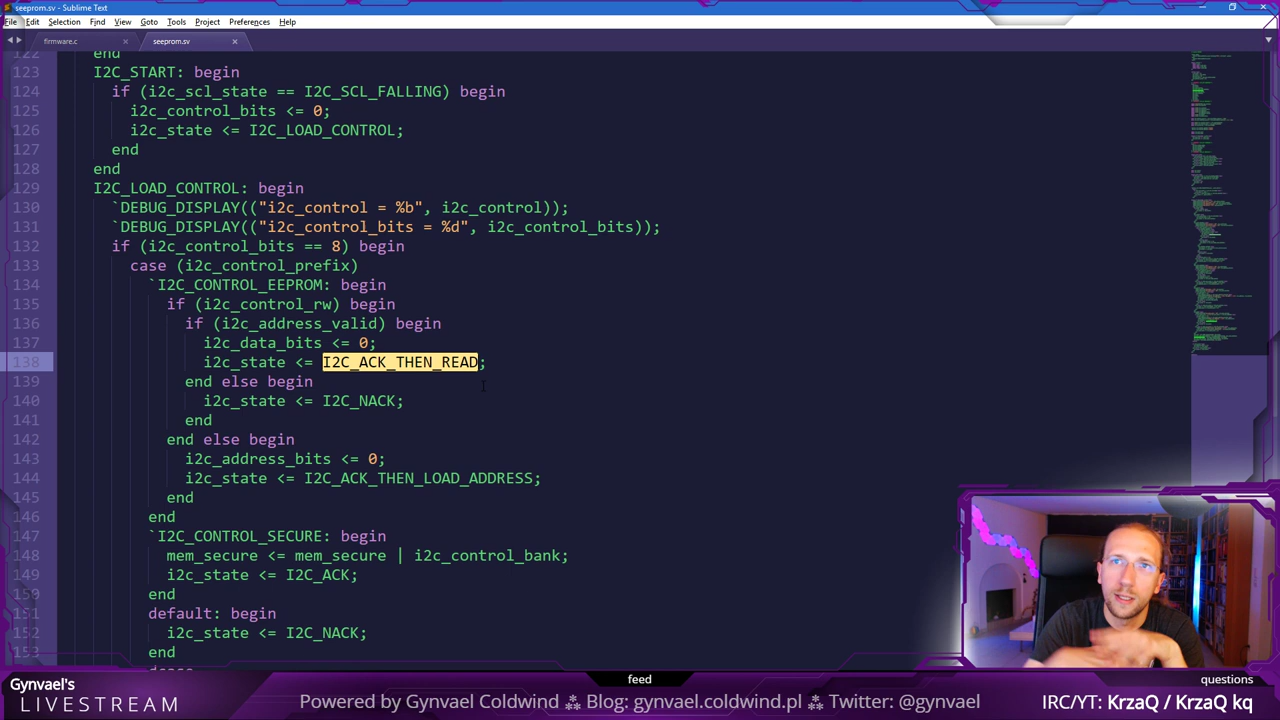 seeprom.sv - Sublime Text
File Edit Selection Find View Goto Tools Project Preferences Help
firmware.c × seeprom.sv ×
122 end
123 I2C_START: begin
124 if (i2c_scl_state == I2C_SCL_FALLING) begin
125 i2c_control_bits <= 0;
126 i2c_state <= I2C_LOAD_CONTROL;
127 end
128 end
129 I2C_LOAD_CONTROL: begin
130 `DEBUG_DISPLAY(("i2c_control = %b", i2c_control));
131 `DEBUG_DISPLAY(("i2c_control_bits = %d", i2c_control_bits));
132 if (i2c_control_bits == 8) begin
133 case (i2c_control_prefix)
134 `I2C_CONTROL_EEPROM: begin
135 if (i2c_control_rw) begin
136 if (i2c_address_valid) begin
137 i2c_data_bits <= 0;
138 i2c_state <= I2C_ACK_THEN_READ;
139 end else begin
140 i2c_state <= I2C_NACK;
141 end
142 end else begin
143 i2c_address_bits <= 0;
144 i2c_state <= I2C_ACK_THEN_LOAD_ADDRESS;
145 end
146 end
147 `I2C_CONTROL_SECURE: begin
148 mem_secure <= mem_secure | i2c_control_bank;
149 i2c_state <= I2C_ACK;
150 end
151 default: begin
152 i2c_state <= I2C_NACK;
153 end
Gynvael's
LIVESTREAM
feed
questions
Powered by Gynvael Coldwind ⁂ Blog: gynvael.coldwind.pl ⁂ Twitter: @gynvael
IRC/YT: KrzaQ / KrzaQ kq